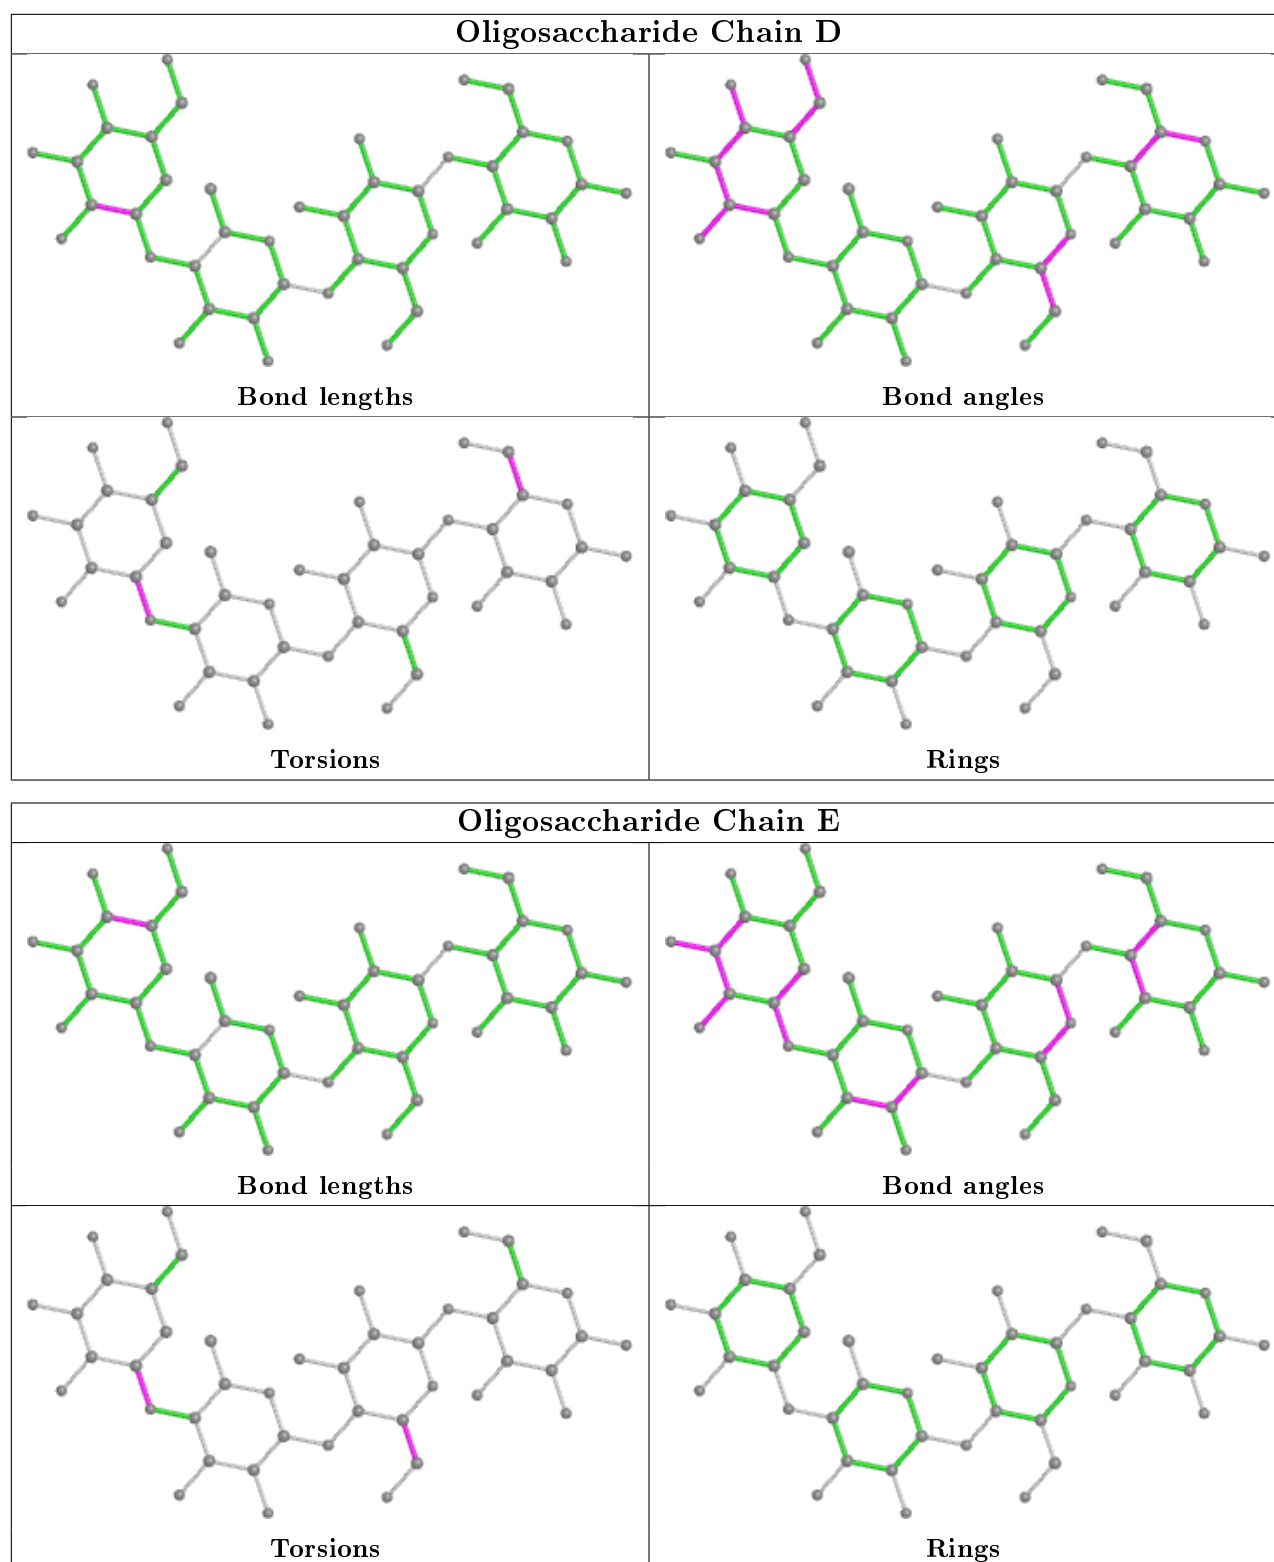 Oligosaccharide Chain D
Bond lengths
Bond angles
Torsions
Rings
Oligosaccharide Chain E
Bond lengths
Bond angles
Torsions
Rings